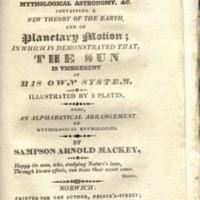 MYTHOLOGICAL ASTRONOMY, &C.
CONTAINING A
NEW THEORY OF THE EARTH,
AND OF
Planetary Motion;
IN WHICH IS DEMONSTRATED THAT,
THE SUN
IS VICEGERENT
OF
HIS OWN SYSTEM.
ILLUSTRATED BY 5 PLATES.
ALSO,
AN ALPHABETICAL ARRANGEMENT
OF
MYTHOLOGICAL ETYMOLOGIES,
BY
SAMPSON ARNOLD MACKEY,
Happy the man, who, studying Nature's laws,
Through known effects, can trace their secret cause.
NORWICH:
PRINTED FOR THE AUTHOR, PRINCE'S-STREET;